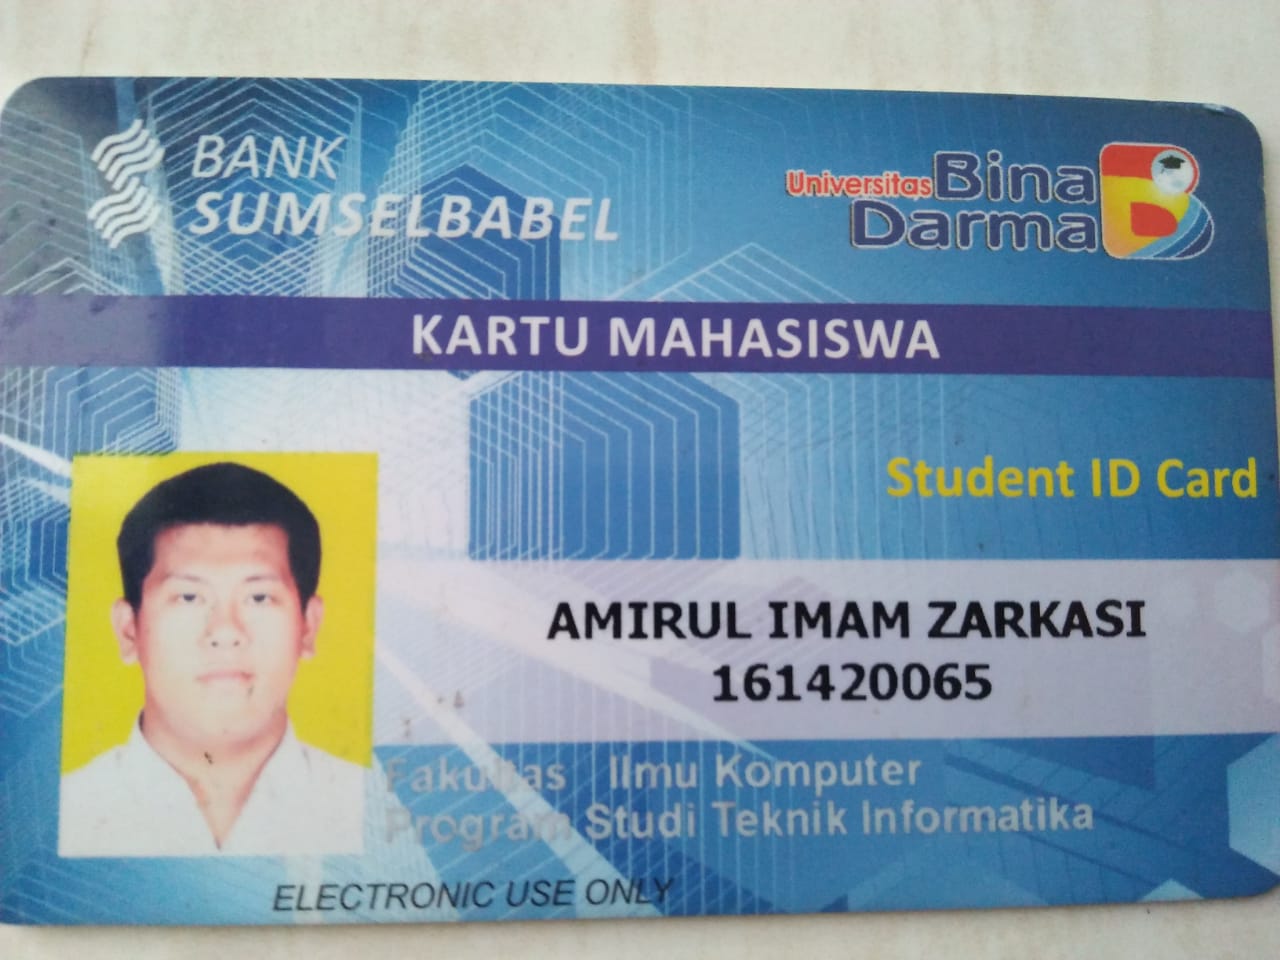 BANK
SUMSELBABEL
Universitas Bina
Darma
KARTU MAHASISWA
Student ID Card
AMIRUL IMAM ZARKASI
161420065
Fakultas Ilmu Komputer
Program Studi Teknik Informatika
ELECTRONIC USE ONLY